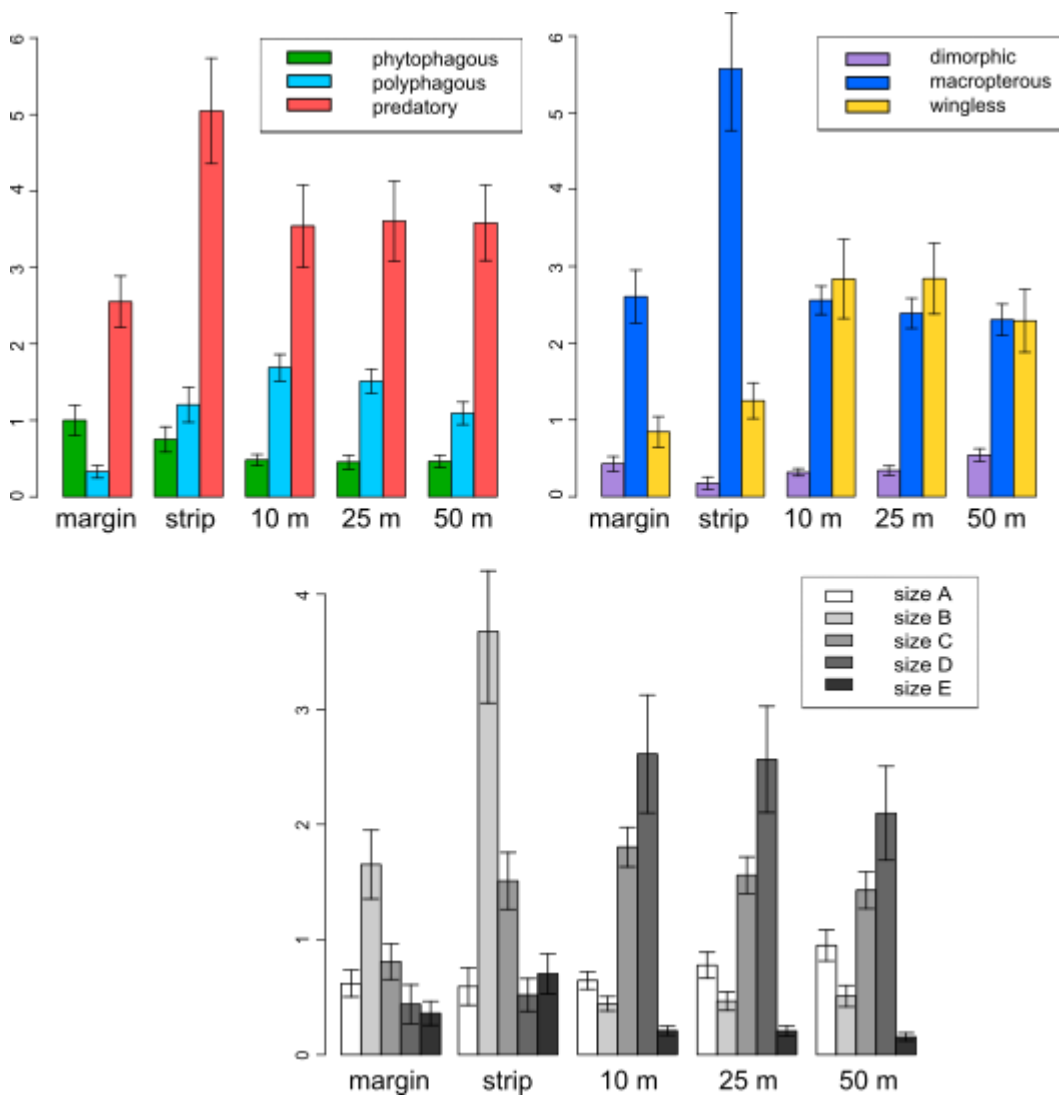 6
5
4
3
2
1
0
phytophagous
polyphagous
predatory
margin strip 10 m 25 m 50 m
6
5
4
3
2
1
0
dimorphic
macropterous
wingless
margin strip 10 m 25 m 50 m
4
3
2
1
0
size A
size B
size C
size D
size E
margin strip 10 m 25 m 50 m